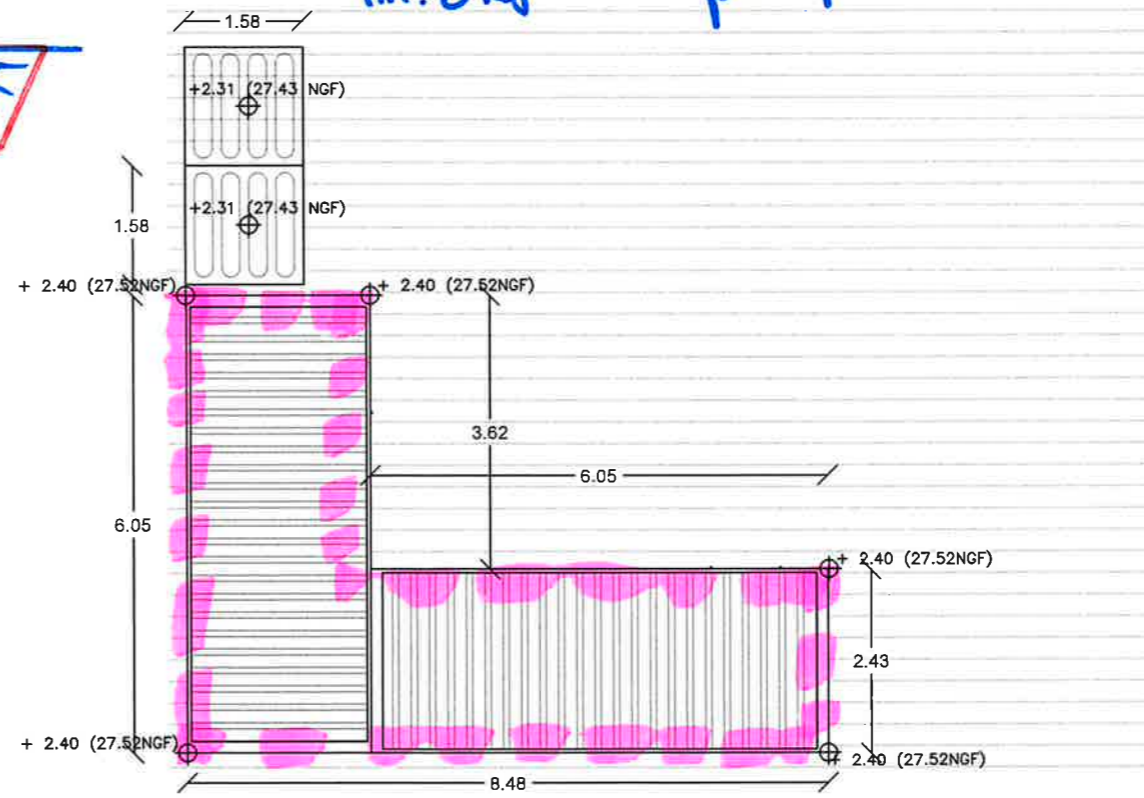 1.58
+2.31 (27.43 NGF)
+2.31 (27.43 NGF)
1.58
+ 2.40 (27.52NGF)
+ 2.40 (27.52NGF)
3.62
6.05
6.05
+ 2.40 (27.52NGF)
2.43
+ 2.40 (27.52NGF)
+ 2.40 (27.52NGF)
8.48